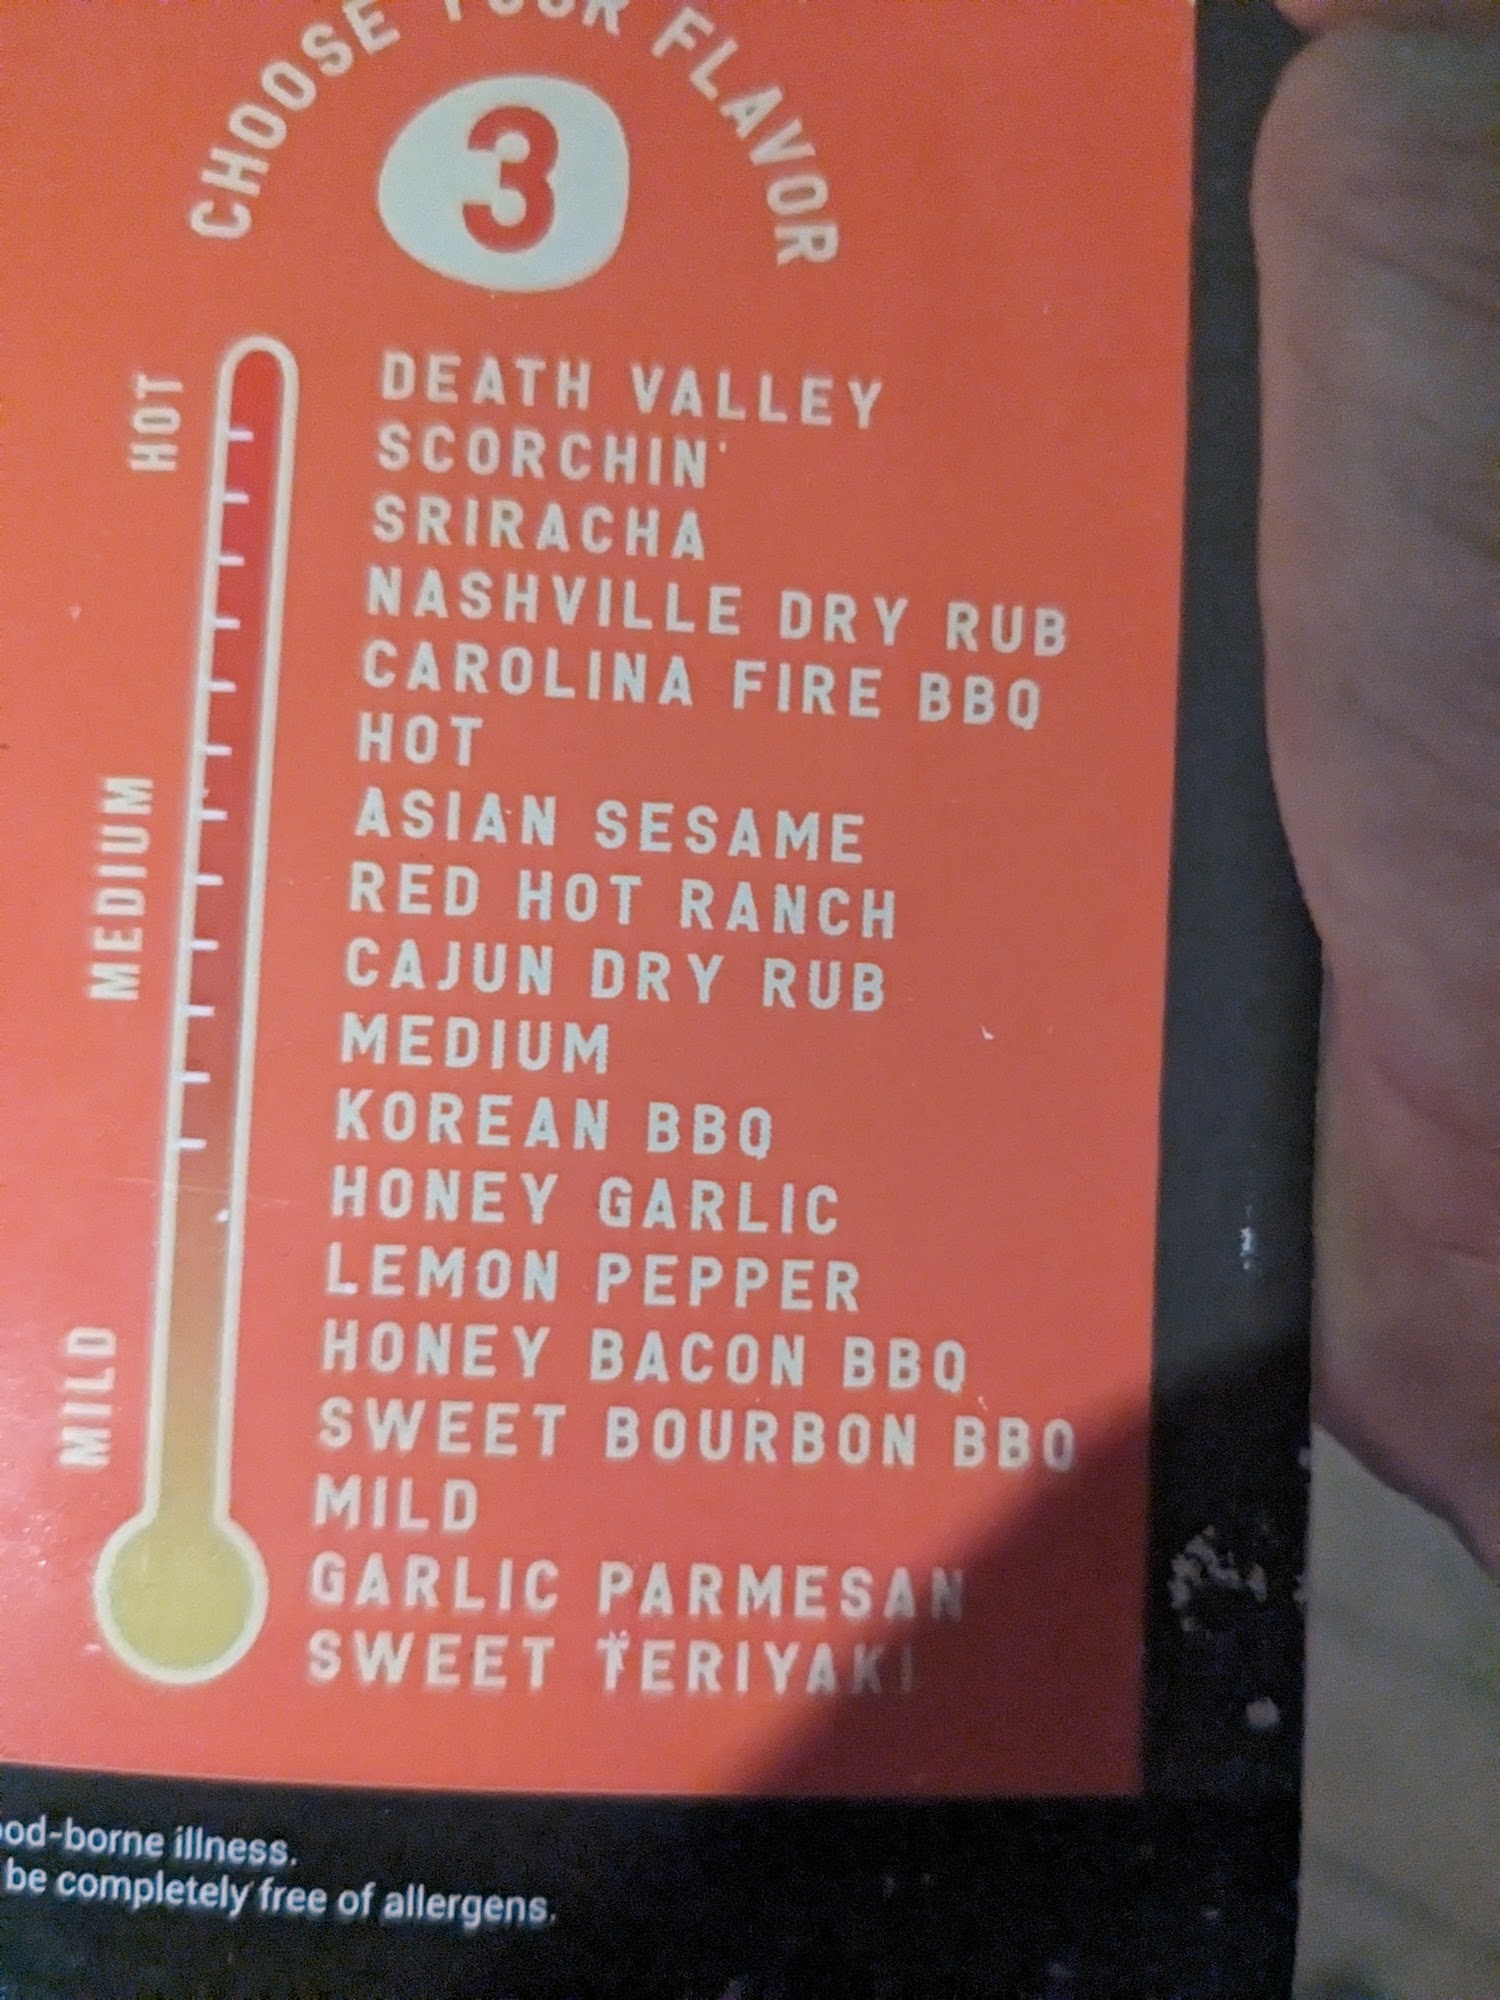 CHOOSE YOUR FLAVOR
3
HOT
DEATH VALLEY
SCORCHIN'
SRIRACHA
NASHVILLE DRY RUB
CAROLINA FIRE BBQ
HOT
MEDIUM
ASIAN SESAME
RED HOT RANCH
CAJUN DRY RUB
MEDIUM
KOREAN BBQ
HONEY GARLIC
LEMON PEPPER
MILD
HONEY BACON BBQ
SWEET BOURBON BBQ
MILD
GARLIC PARMESAN
SWEET TERIYAKI
ood-borne illness.
be completely free of allergens.